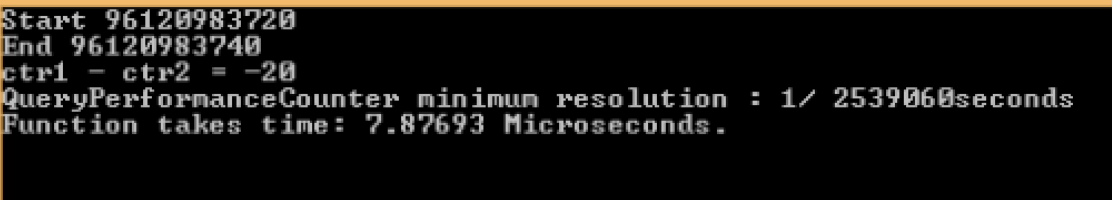 Start 96120983720
End 96120983740
ctr1 - ctr2 = -20
QueryPerformanceCounter minimum resolution : 1/ 2539060seconds
Function takes time: 7.87693 Microseconds.